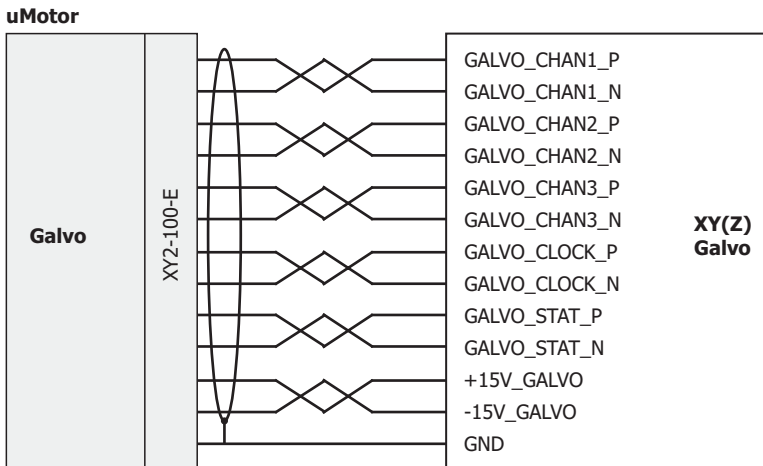 uMotor
Galvo
XY2-100-E
GALVO_CHAN1_P
GALVO_CHAN1_N
GALVO_CHAN2_P
GALVO_CHAN2_N
GALVO_CHAN3_P
GALVO_CHAN3_N
GALVO_CLOCK_P
GALVO_CLOCK_N
GALVO_STAT_P
GALVO_STAT_N
+15V_GALVO
-15V_GALVO
GND
XY(Z)
Galvo